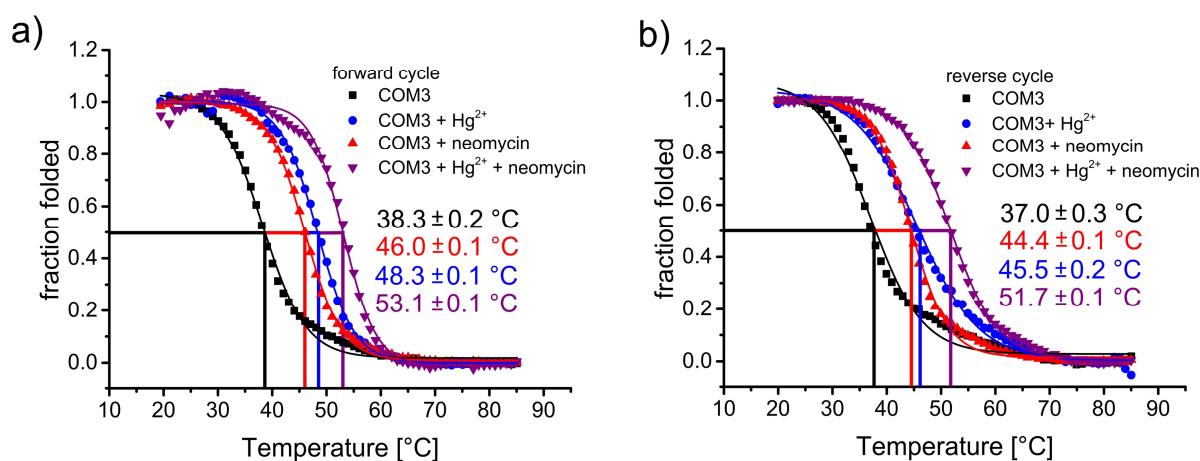 a)
forward cycle
COM3
COM3 + Hg²⁺
COM3 + neomycin
COM3 + Hg²⁺ + neomycin
38.3 ± 0.2 °C
46.0 ± 0.1 °C
48.3 ± 0.1 °C
53.1 ± 0.1 °C
fraction folded
1.2
1.0
0.8
0.6
0.4
0.2
0.0
10 20 30 40 50 60 70 80 90
Temperature [°C]
b)
reverse cycle
COM3
COM3+ Hg²⁺
COM3 + neomycin
COM3 + Hg²⁺ + neomycin
37.0 ± 0.3 °C
44.4 ± 0.1 °C
45.5 ± 0.2 °C
51.7 ± 0.1 °C
fraction folded
1.2
1.0
0.8
0.6
0.4
0.2
0.0
10 20 30 40 50 60 70 80 90
Temperature [°C]